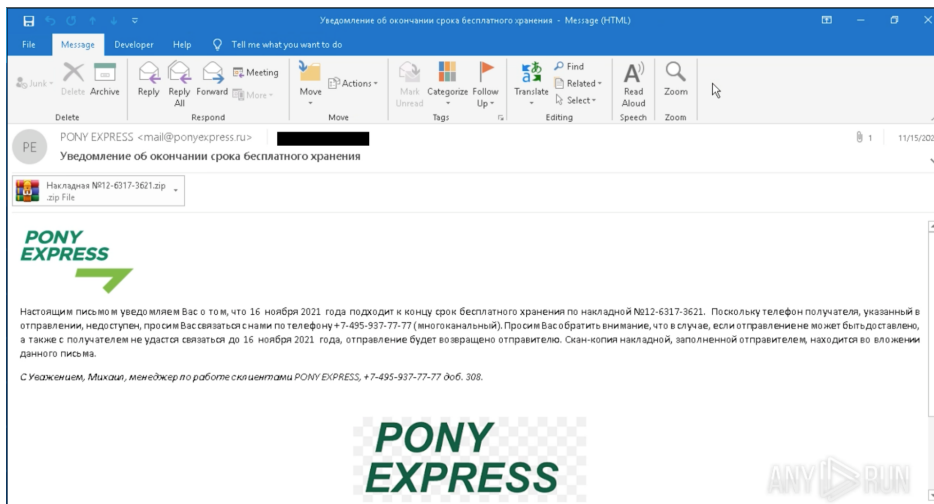 Уведомление об окончании срока бесплатного хранения - Message (HTML)
File Message Developer Help Tell me what you want to do
Junk
Delete Archive
Reply Reply All Forward
Meeting
More
Move
Actions
Mark Unread
Categorize
Follow Up
Translate
Find
Related
Select
Read Aloud
Zoom
Delete Respond Move Tags Editing Speech Zoom
PE
PONY EXPRESS <mail@ponyexpress.ru>
1 11/15/202
Уведомление об окончании срока бесплатного хранения
Накладная №12-6317-3621.zip
.zip File
PONY
EXPRESS
Настоящим письмом уведомляем Вас о том, что 16 ноября 2021 года подходит к концу срок бесплатного хранения по накладной №12-6317-3621. Поскольку телефон получателя, указанный в
отправлении, недоступен, просим Вас связаться с нами по телефону +7-495-937-77-77 (многоканальный). Просим Вас обратить внимание, что в случае, если отправление не может быть доставлено,
а также с получателем не удастся связаться до 16 ноября 2021 года, отправление будет возвращено отправителю. Скан-копия накладной, заполненной отправителем, находится во вложении
данного письма.
С Уважением, Михаил, менеджер по работе с клиентами PONY EXPRESS, +7-495-937-77-77 доб. 308.
PONY
EXPRESS
ANY RUN